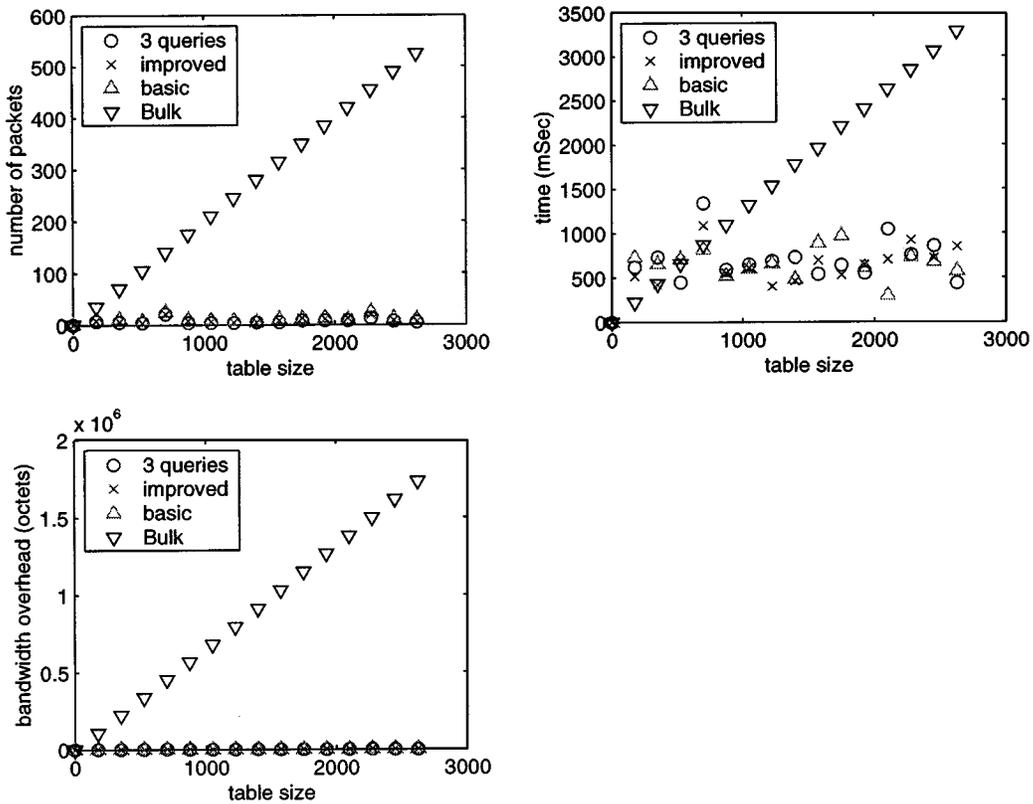 600
500
400
300
200
100
0
number of packets
3 queries
improved
basic
Bulk
0
1000
2000
3000
table size
3500
3000
2500
2000
1500
1000
500
0
time (mSec)
3 queries
improved
basic
Bulk
0
1000
2000
3000
table size
x 10^6
2
1.5
1
0.5
0
bandwidth overhead (octets)
3 queries
improved
basic
Bulk
0
1000
2000
3000
table size